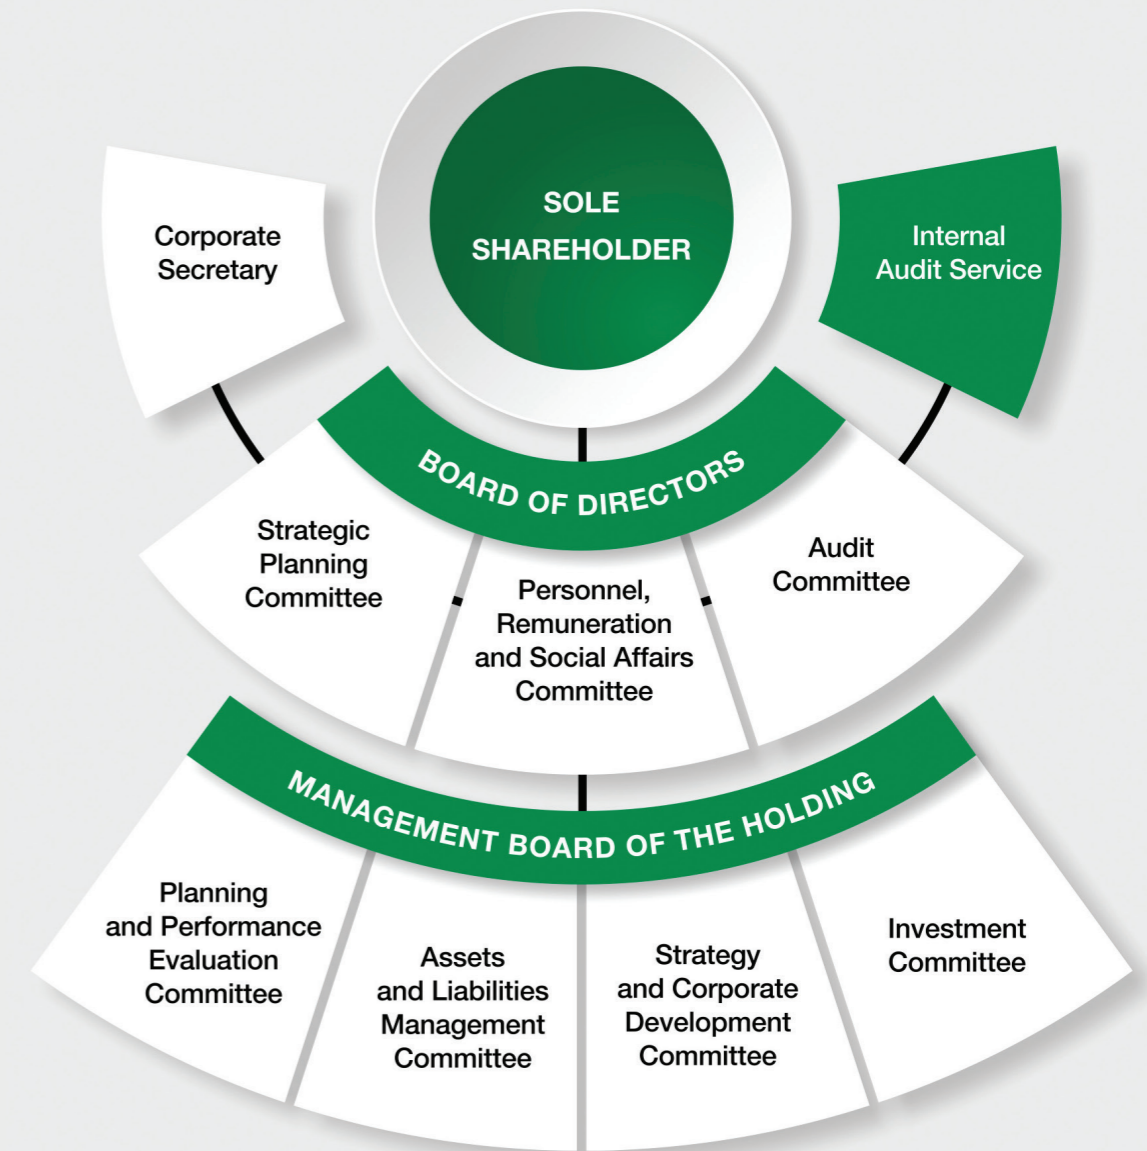 SOLE
SHAREHOLDER
Corporate
Secretary
Internal
Audit Service
BOARD OF DIRECTORS
Strategic
Planning
Committee
Personnel,
Remuneration
and Social Affairs
Committee
Audit
Committee
MANAGEMENT BOARD OF THE HOLDING
Planning
and Performance
Evaluation
Committee
Assets
and Liabilities
Management
Committee
Strategy
and Corporate
Development
Committee
Investment
Committee